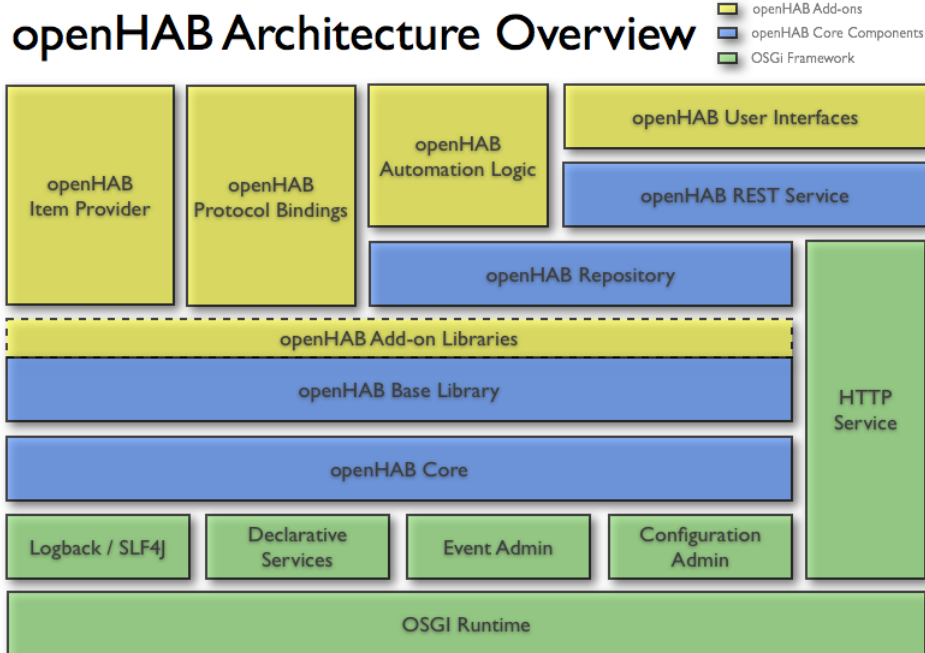 openHAB Architecture Overview
openHAB Add-ons
openHAB Core Components
OSGi Framework
openHAB
Item Provider
openHAB
Protocol Bindings
openHAB
Automation Logic
openHAB User Interfaces
openHAB REST Service
openHAB Repository
openHAB Add-on Libraries
openHAB Base Library
HTTP
Service
openHAB Core
Logback / SLF4J
Declarative
Services
Event Admin
Configuration
Admin
OSGI Runtime